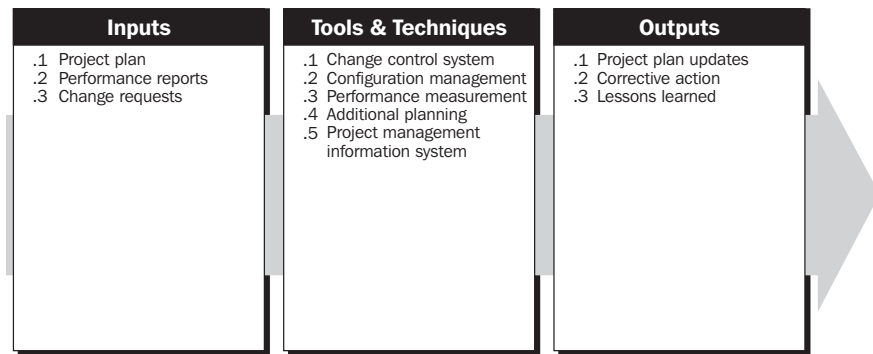 Inputs
.1 Project plan
.2 Performance reports
.3 Change requests
Tools & Techniques
.1 Change control system
.2 Configuration management
.3 Performance measurement
.4 Additional planning
.5 Project management
information system
Outputs
.1 Project plan updates
.2 Corrective action
.3 Lessons learned